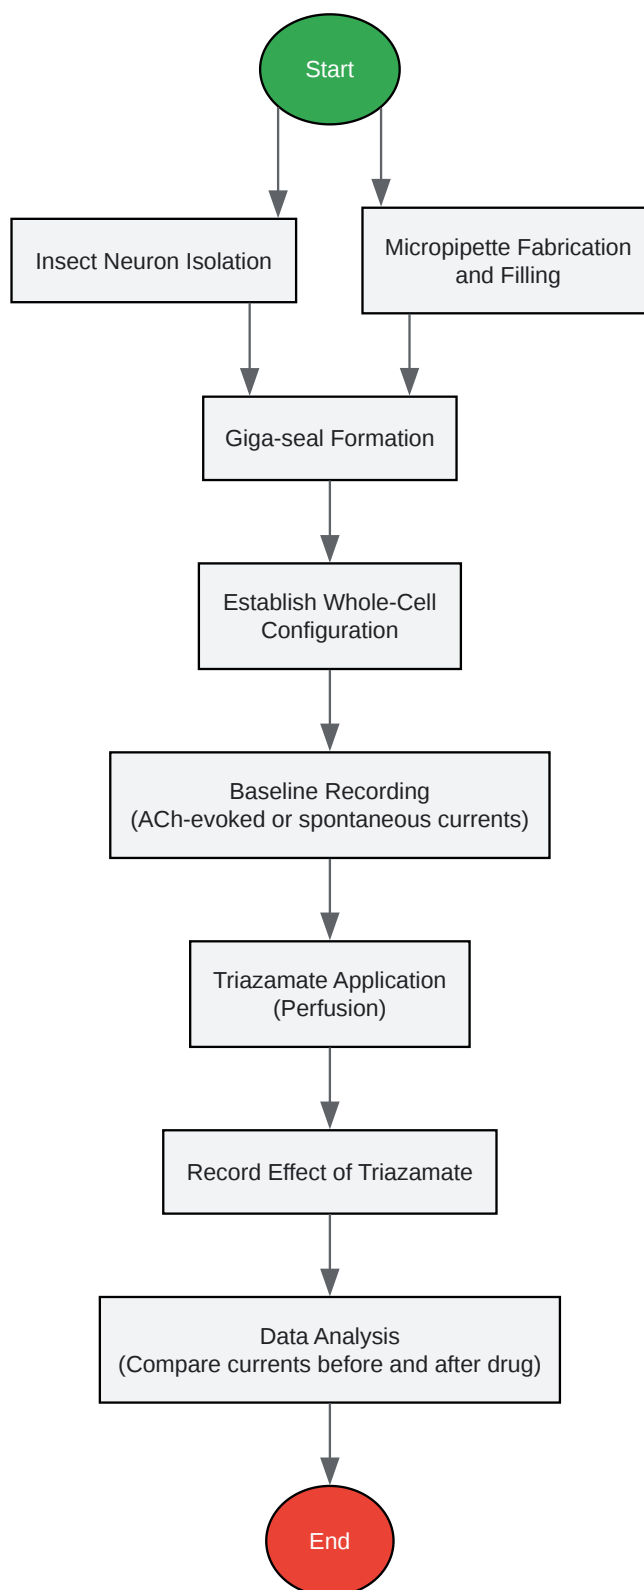 Start
Insect Neuron Isolation
Micropipette Fabrication
and Filling
Giga-seal Formation
Establish Whole-Cell
Configuration
Baseline Recording
(ACh-evoked or spontaneous currents)
Triazamate Application
(Perfusion)
Record Effect of Triazamate
Data Analysis
(Compare currents before and after drug)
End